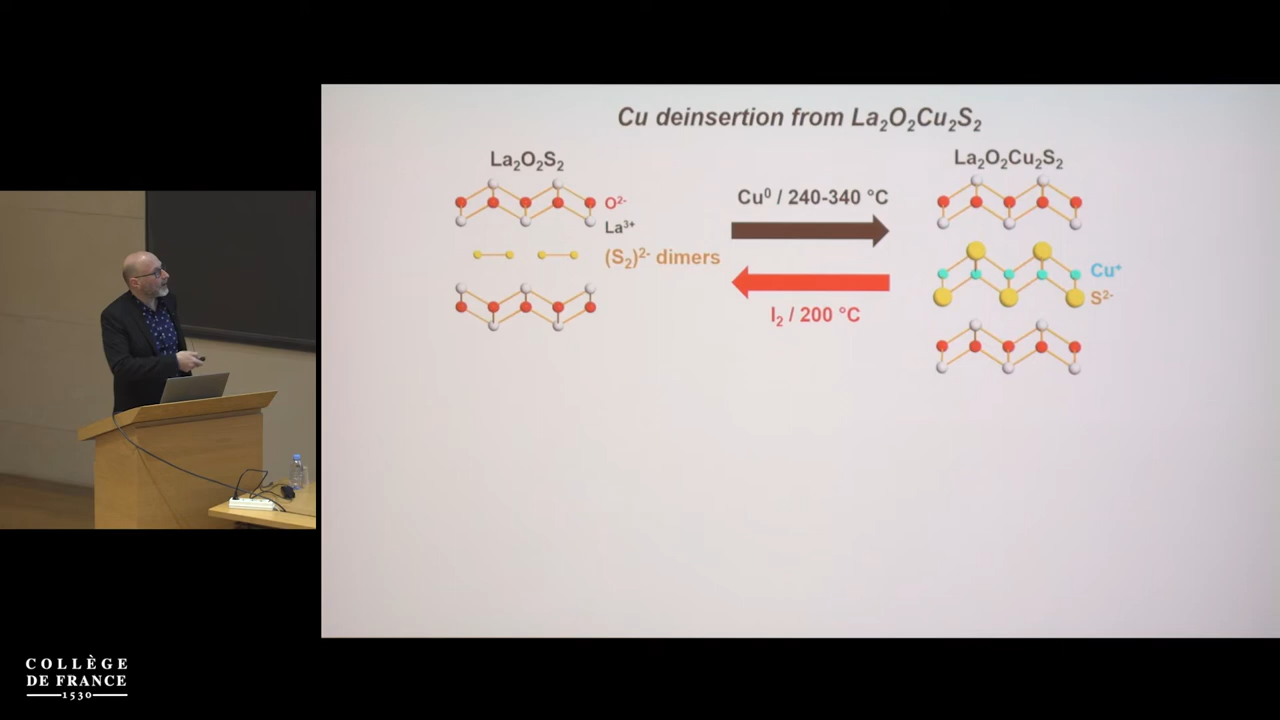 Cu deinsertion from La₂O₂Cu₂S₂
La₂O₂S₂
O²⁻
La³⁺
(S₂)²⁻ dimers
Cu⁰ / 240-340 °C
I₂ / 200 °C
La₂O₂Cu₂S₂
Cu⁺
S²⁻
COLLÈGE
DE FRANCE
1530